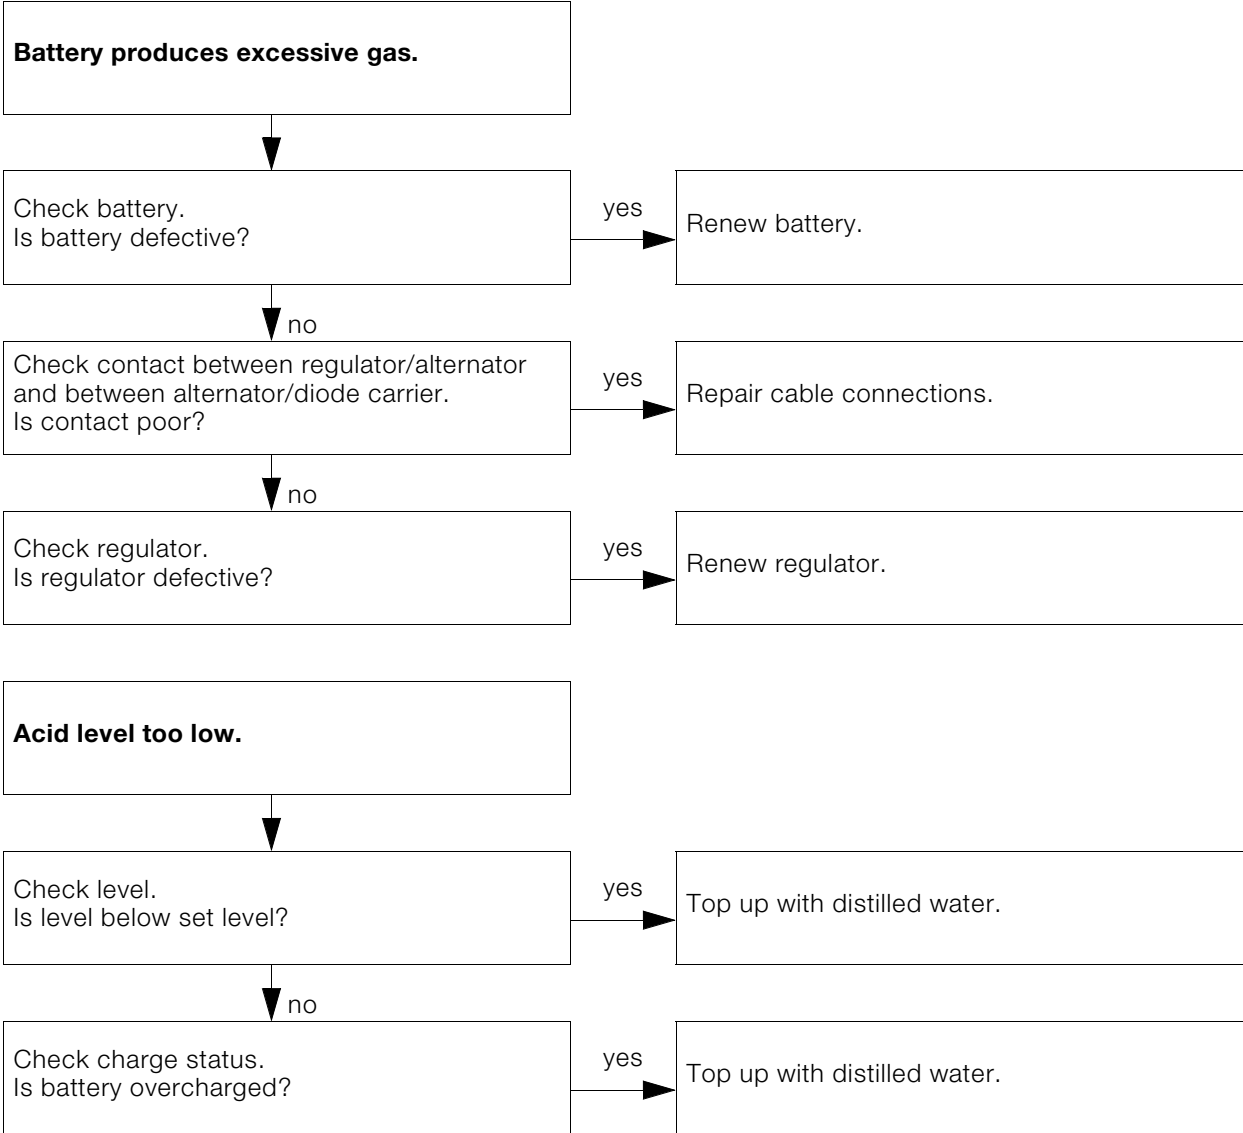 Battery produces excessive gas.
Check battery.
Is battery defective?
yes
Renew battery.
no
Check contact between regulator/alternator
and between alternator/diode carrier.
Is contact poor?
yes
Repair cable connections.
no
Check regulator.
Is regulator defective?
yes
Renew regulator.
Acid level too low.
Check level.
Is level below set level?
yes
Top up with distilled water.
no
Check charge status.
Is battery overcharged?
yes
Top up with distilled water.